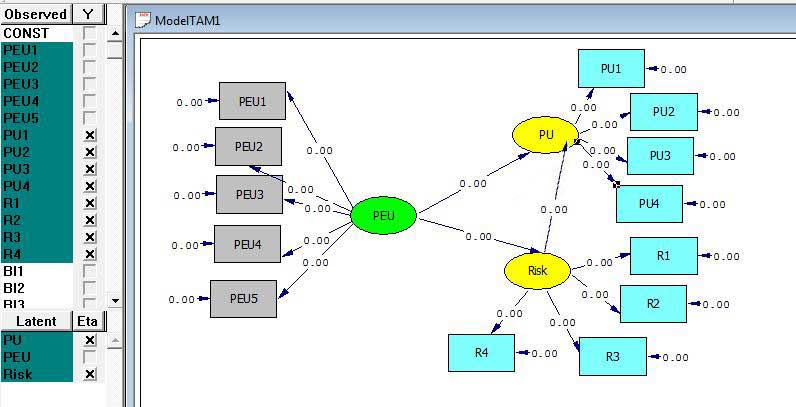 Observed Y
CONST
PEU1
PEU2
PEU3
PEU4
PEU5
PU1
PU2
PU3
PU4
R1
R2
R3
R4
BI1
BI2
BI3
Latent Eta
PU
PEU
Risk
ModelTAM1
PU1 0.00
0.00 PEU1
0.00
PU2 0.00
0.00
PU
0.00 PEU2
0.00
0.00
PU3 0.00
0.00
0.00 PEU3
0.00
0.00
0.00
PU4 0.00
PEU
0.00
0.00
0.00
0.00 PEU4
0.00
R1 0.00
0.00
0.00
Risk
0.00 PEU5
0.00
R2 0.00
0.00
0.00
R4 0.00
R3 0.00